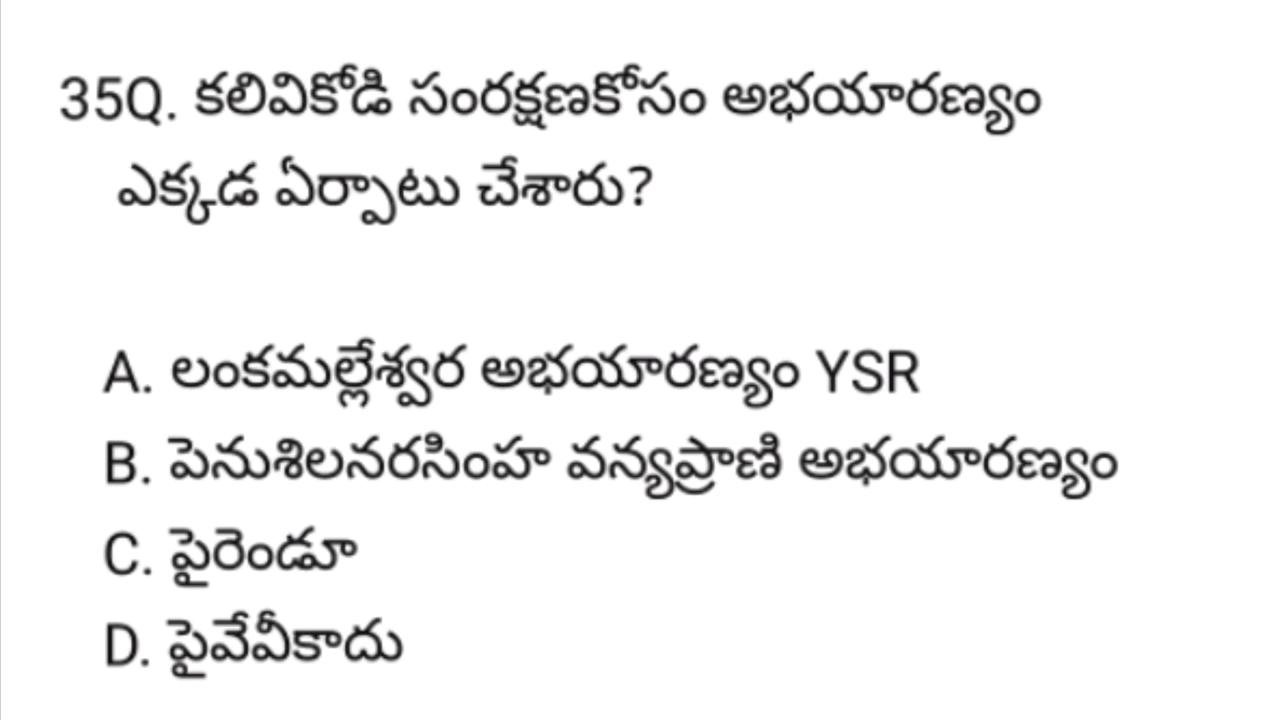 35Q. కలివికోడి సంరక్షణకోసం అభయారణ్యం
ఎక్కడ ఏర్పాటు చేశారు?
A. లంకమల్లేశ్వర అభయారణ్యం YSR
B. పెనుశిలనరసింహ వన్యప్రాణి అభయారణ్యం
C. పైరెండూ
D. పైవేవీకాదు